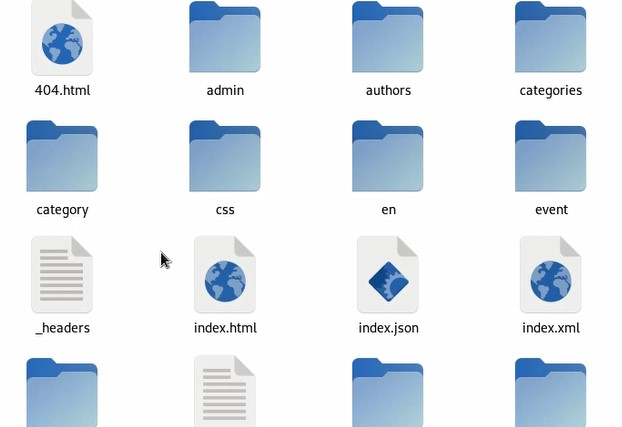 404.html
admin
authors
categories
category
css
en
event
_headers
index.html
index.json
index.xml